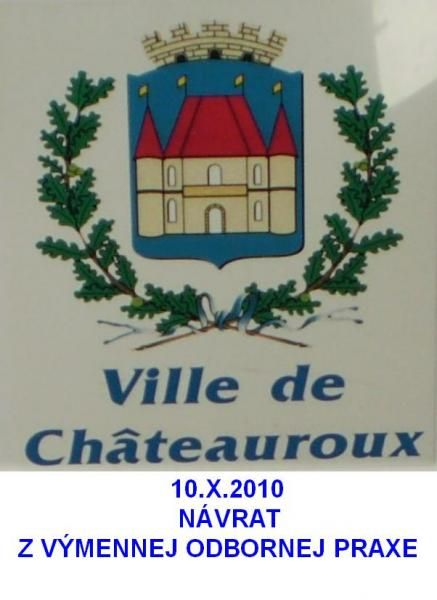 Ville de
Châteauroux
10.X.2010
NÁVRAT
Z VÝMENNEJ ODBORNEJ PRAXE